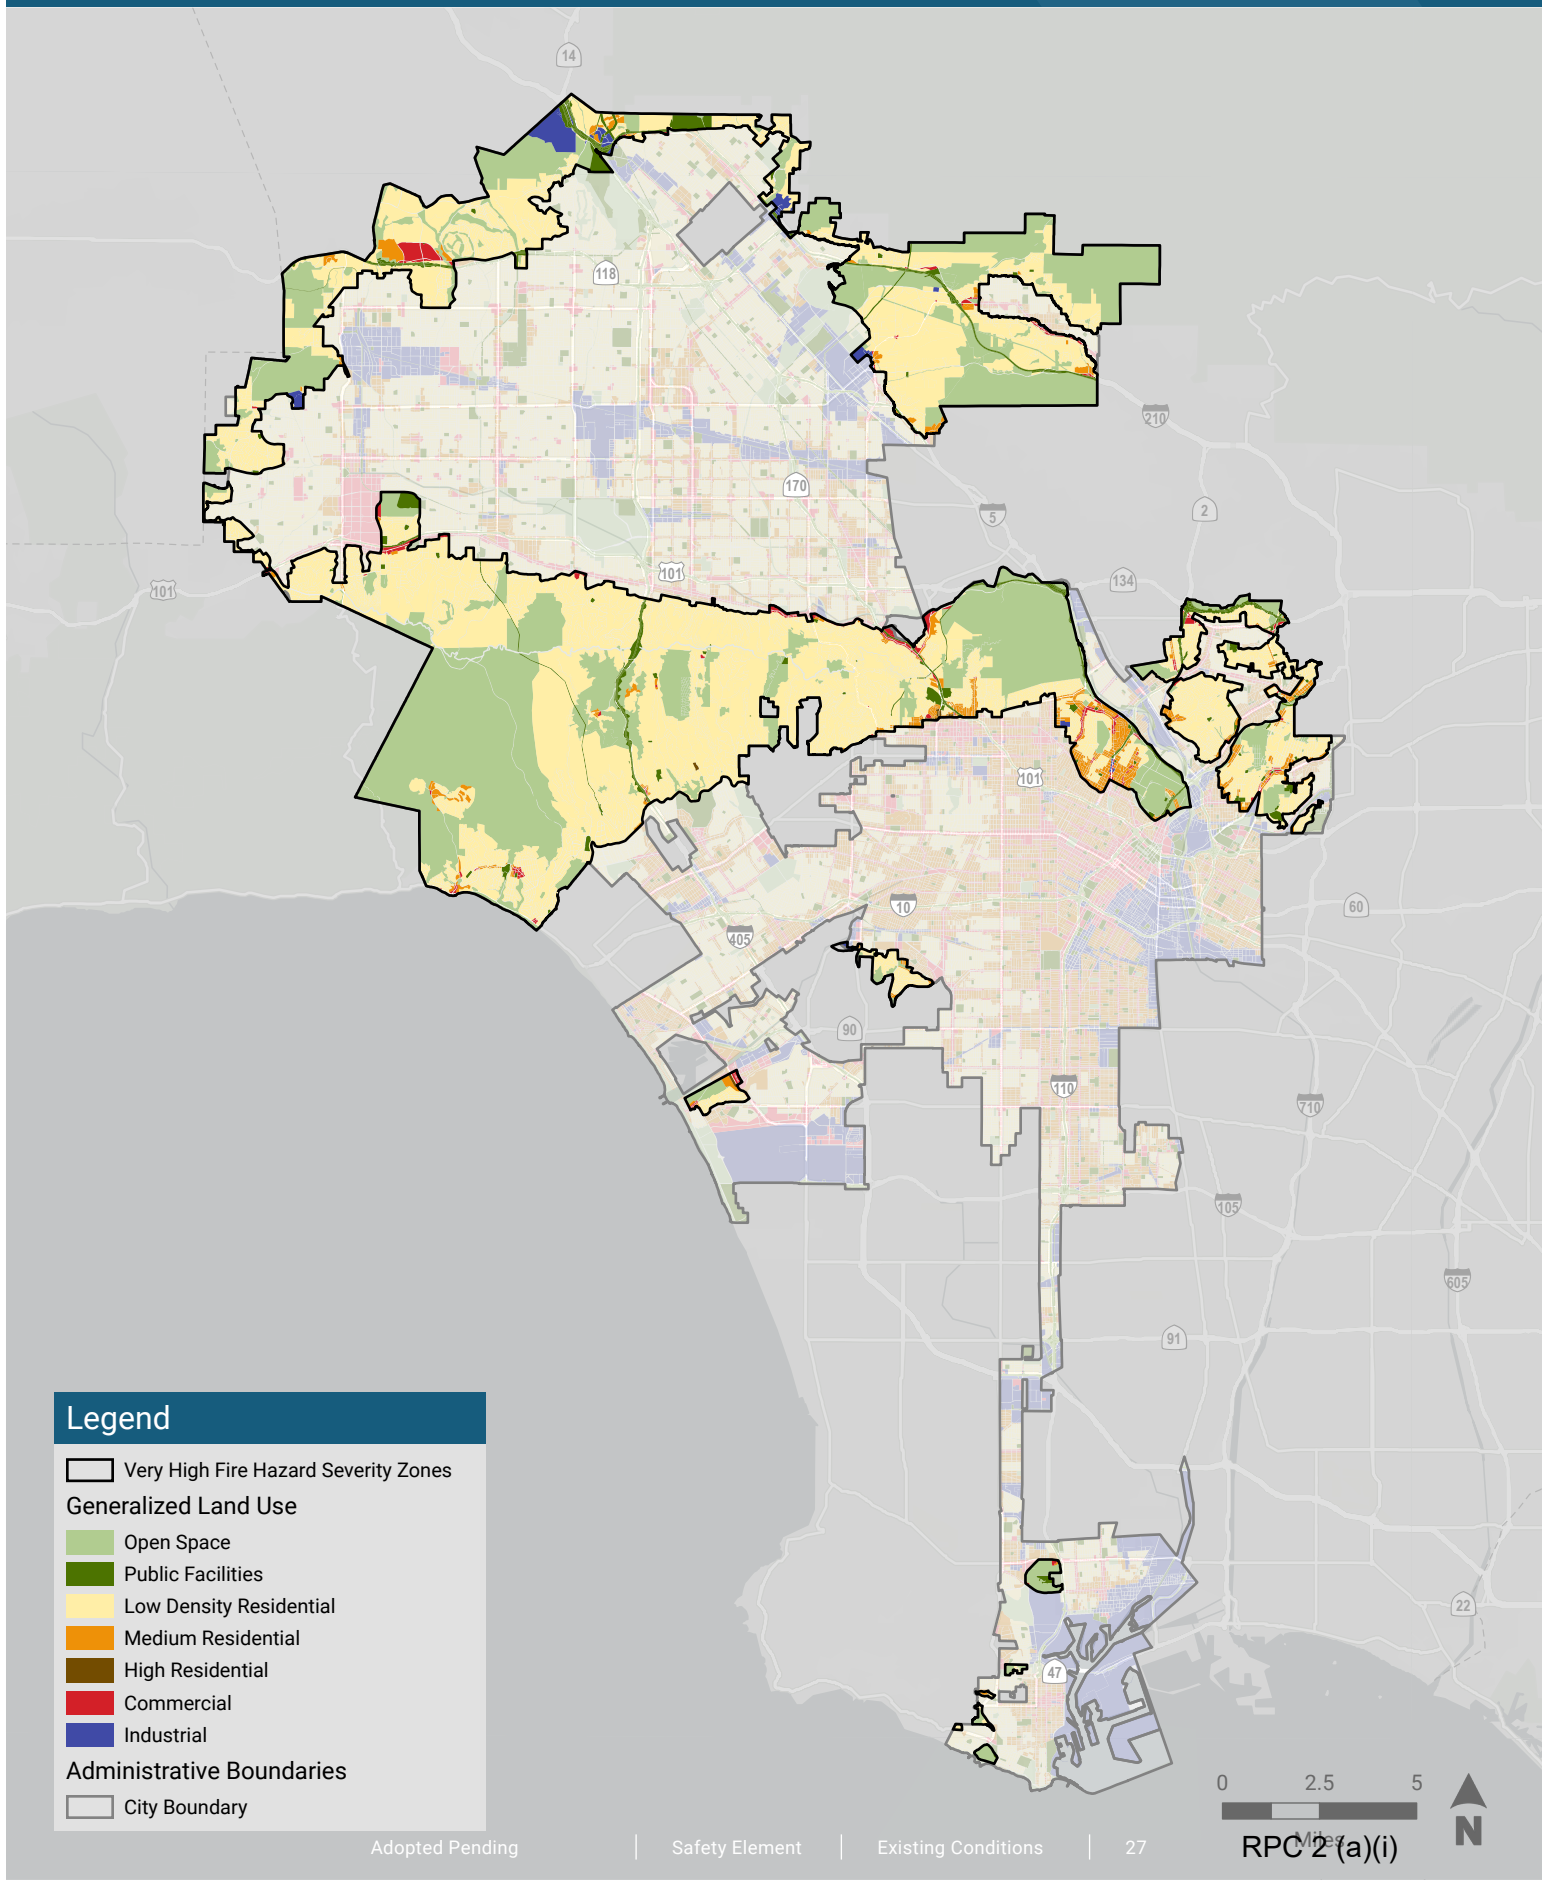 14
118
210
170
5
2
101
134
101
101
10
60
405
90
110
710
105
605
91
22
47
Legend
Very High Fire Hazard Severity Zones
Generalized Land Use
Open Space
Public Facilities
Low Density Residential
Medium Residential
High Residential
Commercial
Industrial
Administrative Boundaries
City Boundary
0 2.5 5
Miles
N
Adopted Pending
Safety Element
Existing Conditions
27
RPC 2 (a)(i)